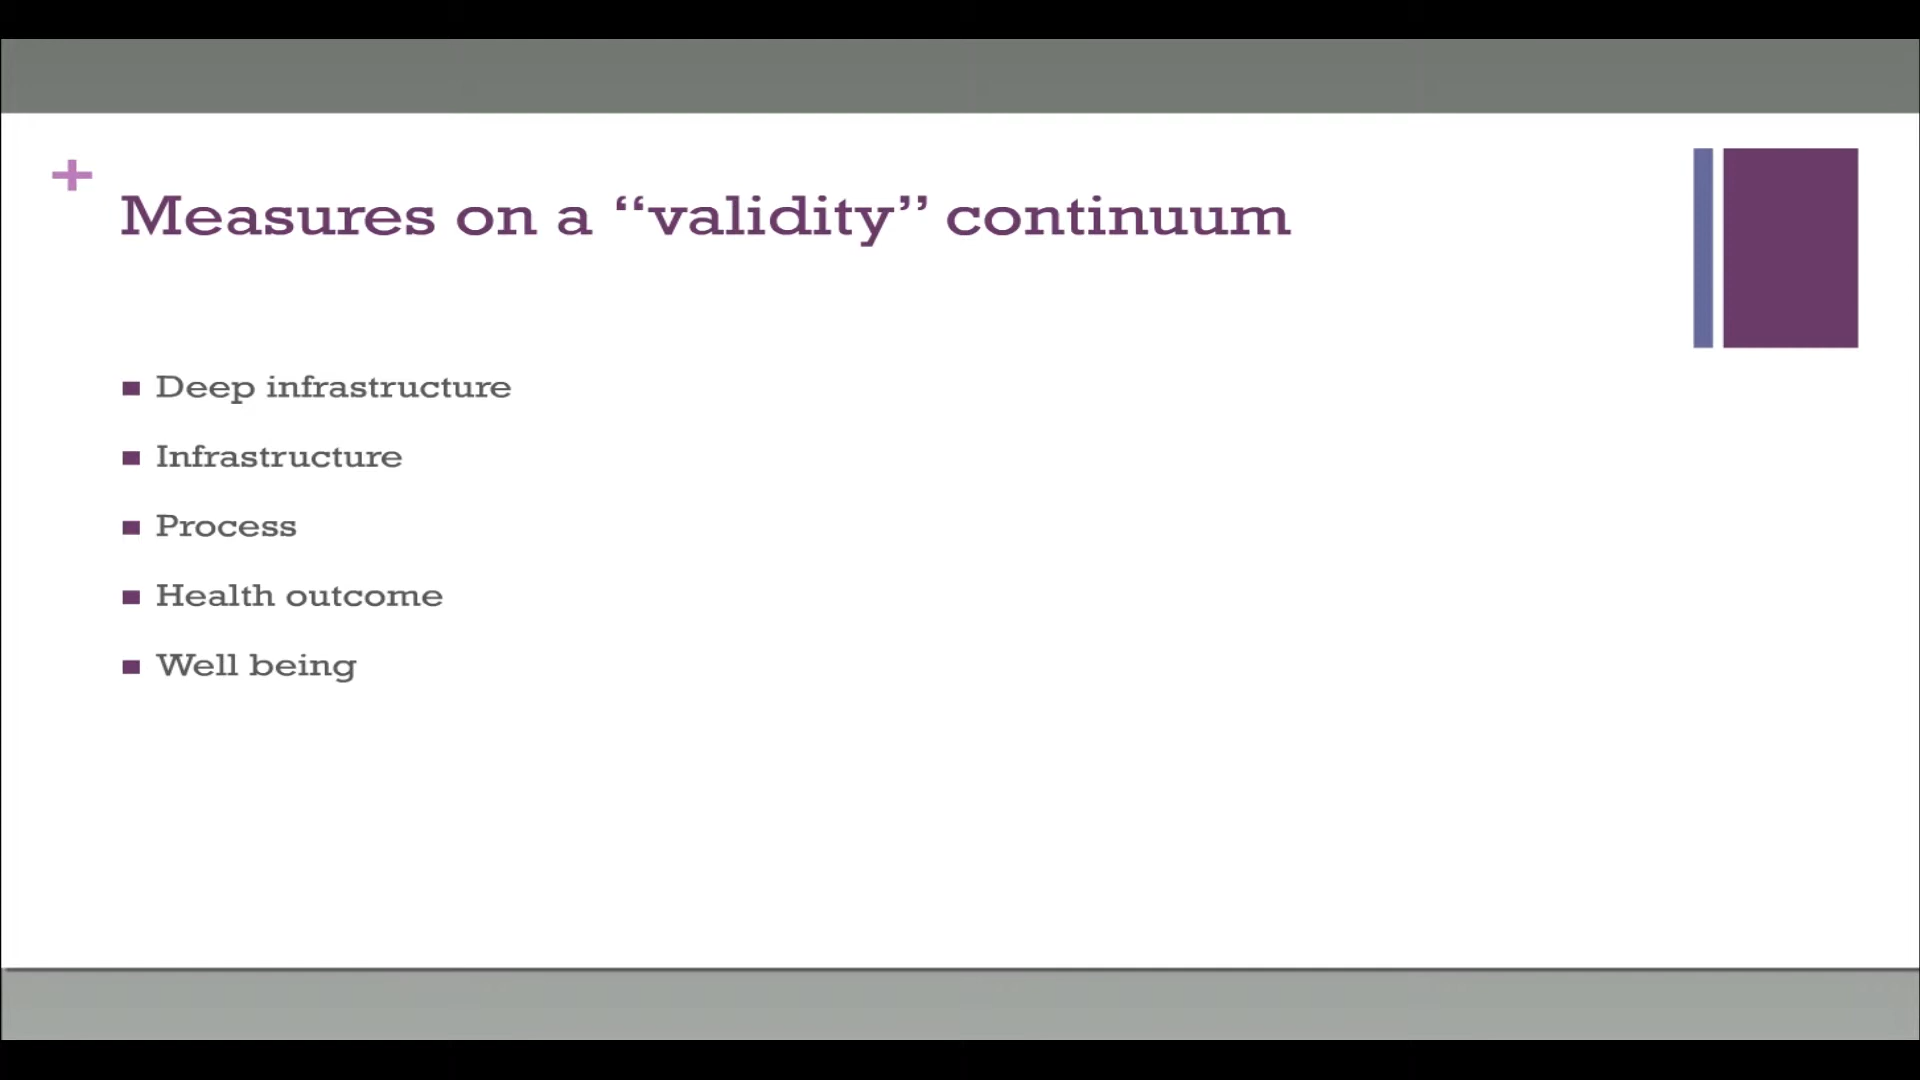 +
Measures on a “validity” continuum
Deep infrastructure
Infrastructure
Process
Health outcome
Well being